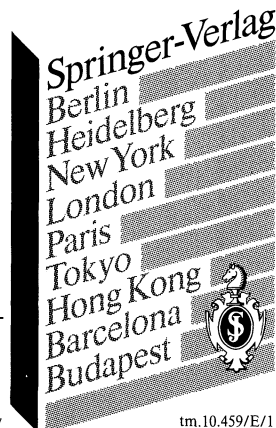 Springer-Verlag
Berlin
Heidelberg
New York
London
Paris
Tokyo
Hong Kong
Barcelona
Budapest
tm.10.459/E/1